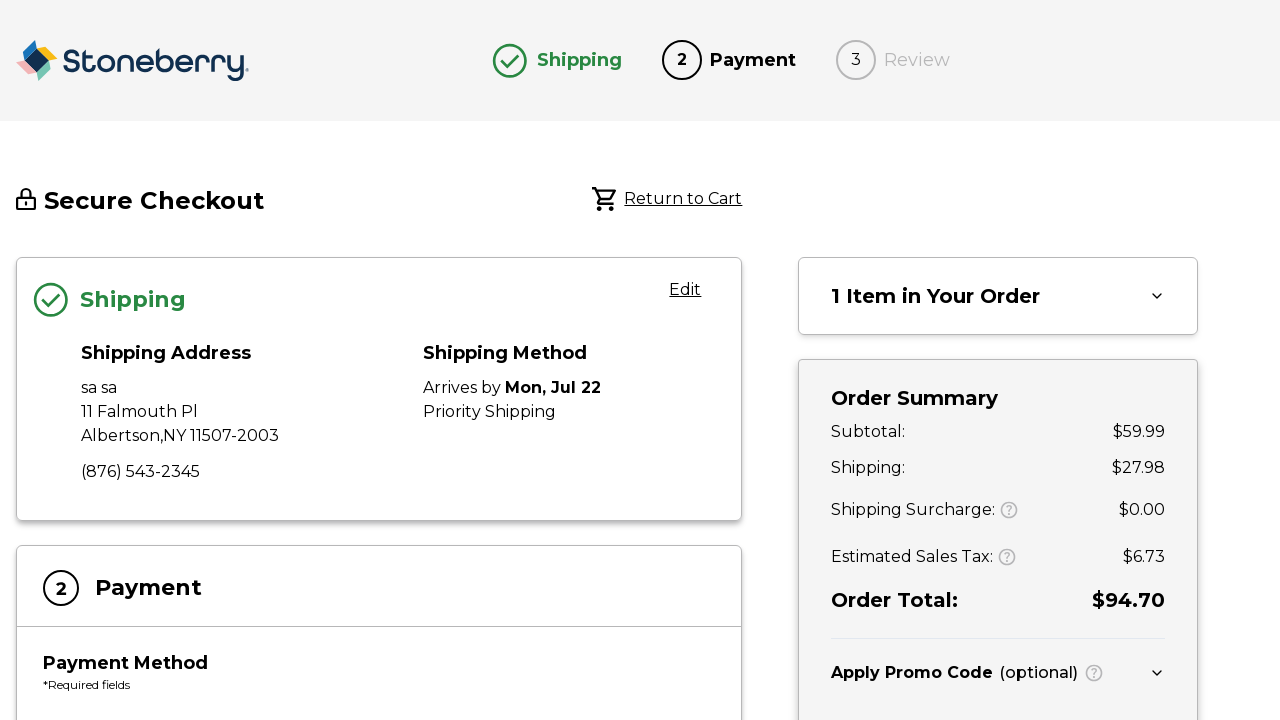 Stoneberry
Shipping
2 Payment
3 Review
Secure Checkout
Return to Cart
Shipping
Edit
Shipping Address
sa sa
11 Falmouth Pl
Albertson,NY 11507-2003
(876) 543-2345
Shipping Method
Arrives by Mon, Jul 22
Priority Shipping
2 Payment
Payment Method
*Required fields
1 Item in Your Order
Order Summary
Subtotal: $59.99
Shipping: $27.98
Shipping Surcharge: $0.00
Estimated Sales Tax: $6.73
Order Total: $94.70
Apply Promo Code (optional)